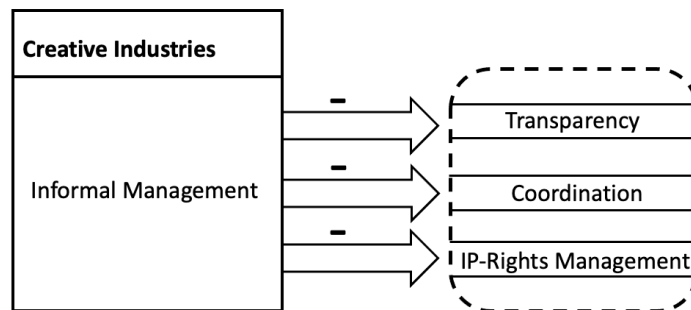 Creative Industries
Informal Management
-
Transparency
-
Coordination
-
IP-Rights Management